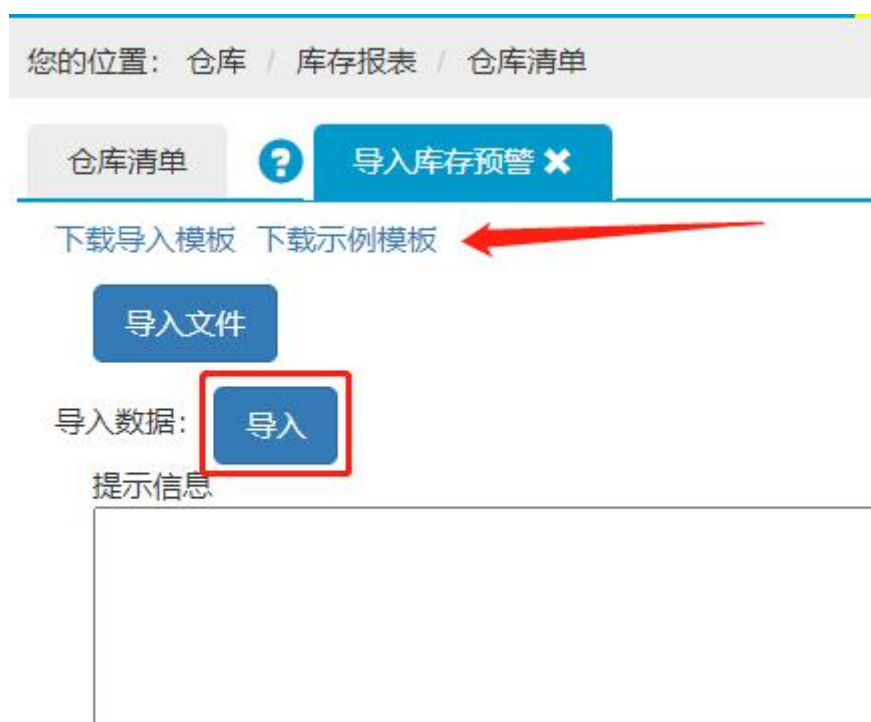 您的位置： 仓库 / 库存报表 / 仓库清单
仓库清单 ? 导入库存预警 ✖
下载导入模板 下载示例模板
导入文件
导入数据： 导入
提示信息